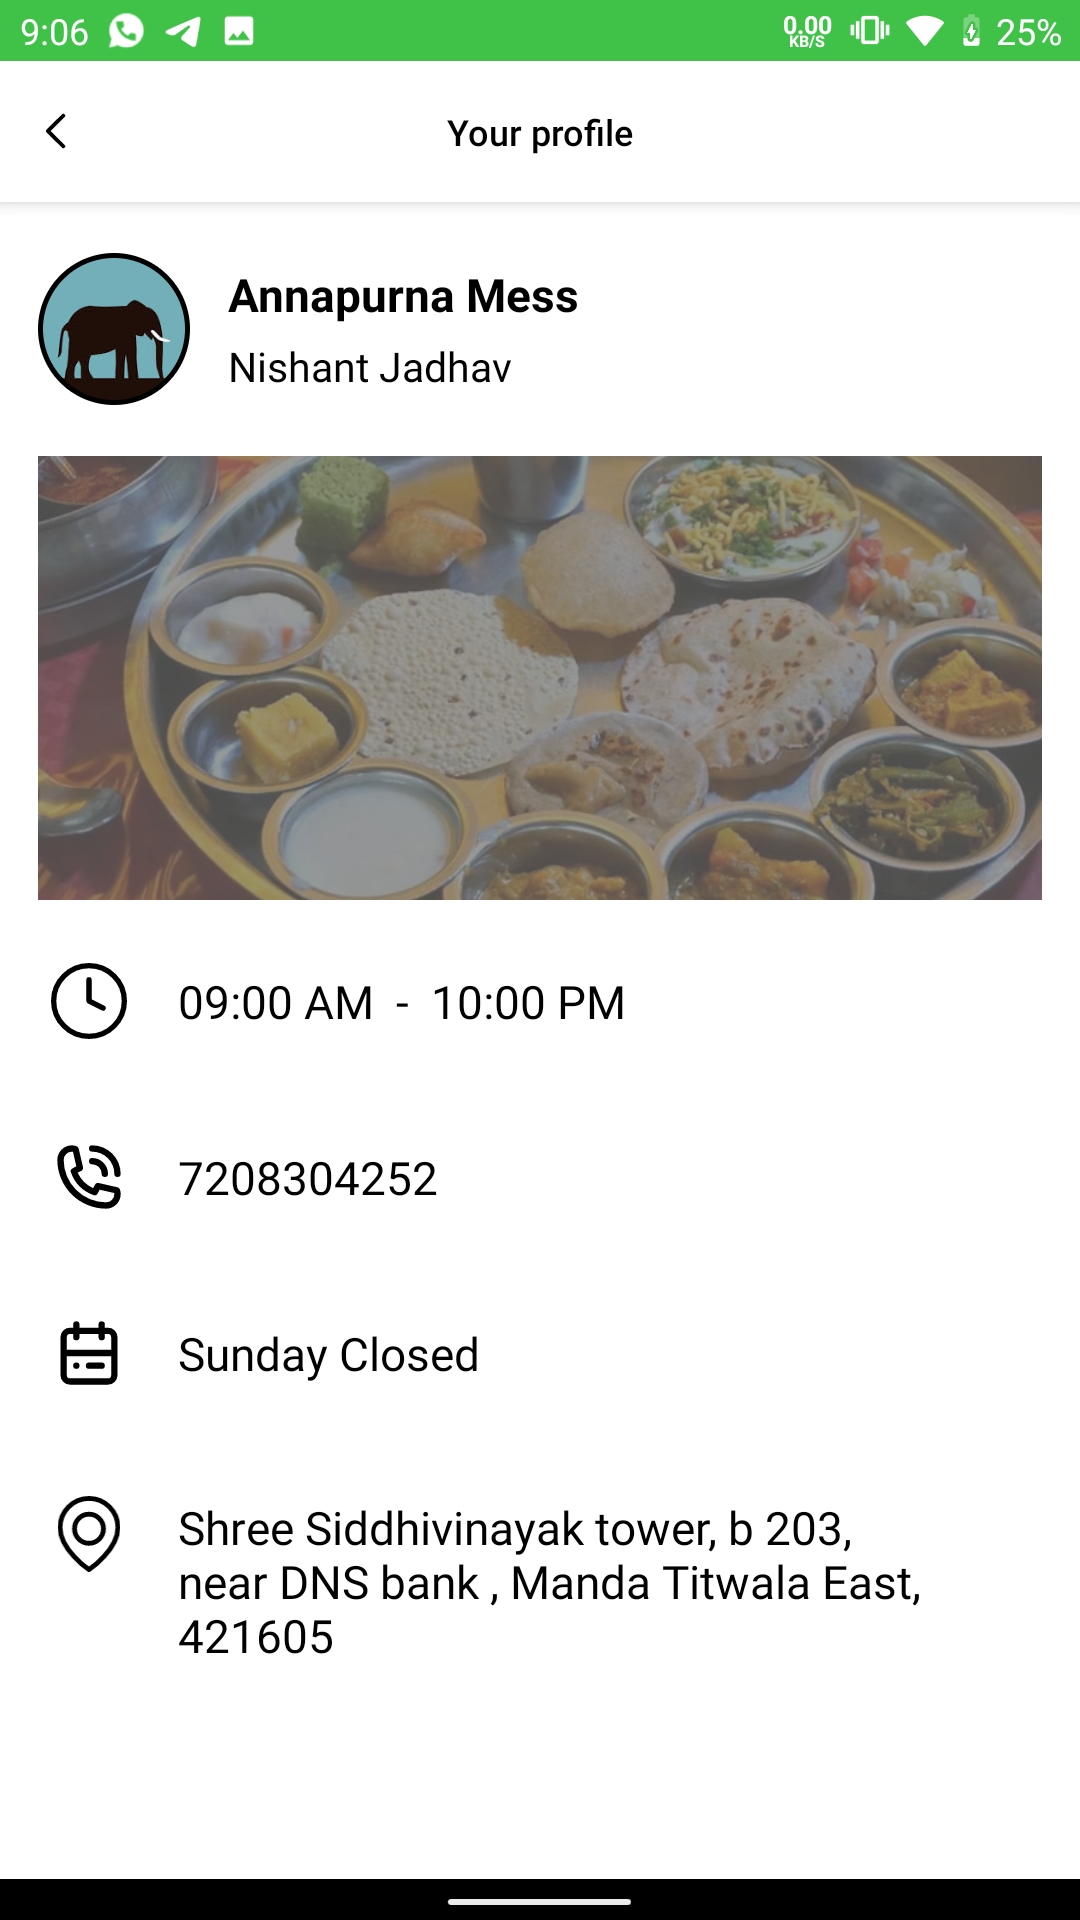 9:06
0.00
KB/S
25%
Your profile
Annapurna Mess
Nishant Jadhav
09:00 AM - 10:00 PM
7208304252
Sunday Closed
Shree Siddhivinayak tower, b 203,
near DNS bank , Manda Titwala East,
421605